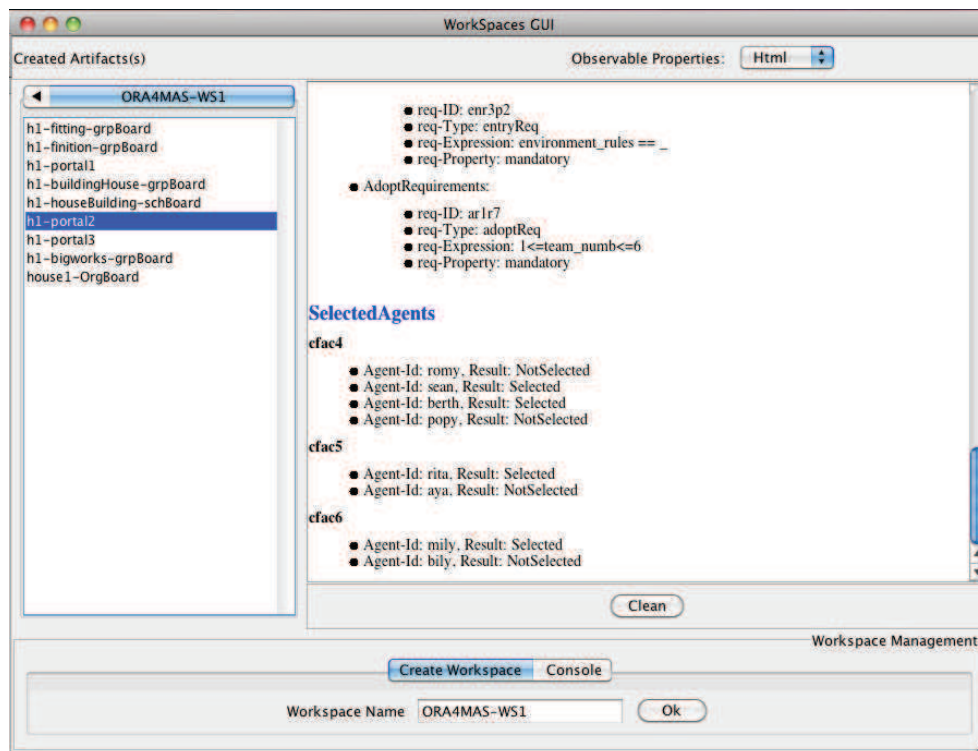 WorkSpaces GUI
Created Artifacts(s)
Observable Properties: Html
ORA4MAS-WS1
h1-fitting-grpBoard
h1-finition-grpBoard
h1-portal1
h1-buildingHouse-grpBoard
h1-houseBuilding-schBoard
h1-portal2
h1-portal3
h1-bigworks-grpBoard
house1-OrgBoard
req-ID: enr3p2
req-Type: entryReq
req-Expression: environment_rules == _
req-Property: mandatory
AdoptRequirements:
req-ID: ar1r7
req-Type: adoptReq
req-Expression: 1<=team_numb<=6
req-Property: mandatory
SelectedAgents
cfac4
Agent-Id: romy, Result: NotSelected
Agent-Id: sean, Result: Selected
Agent-Id: berth, Result: Selected
Agent-Id: popy, Result: NotSelected
cfac5
Agent-Id: rita, Result: Selected
Agent-Id: aya, Result: NotSelected
cfac6
Agent-Id: mily, Result: Selected
Agent-Id: bily, Result: NotSelected
Clean
Workspace Management
Create Workspace Console
Workspace Name ORA4MAS-WS1 Ok